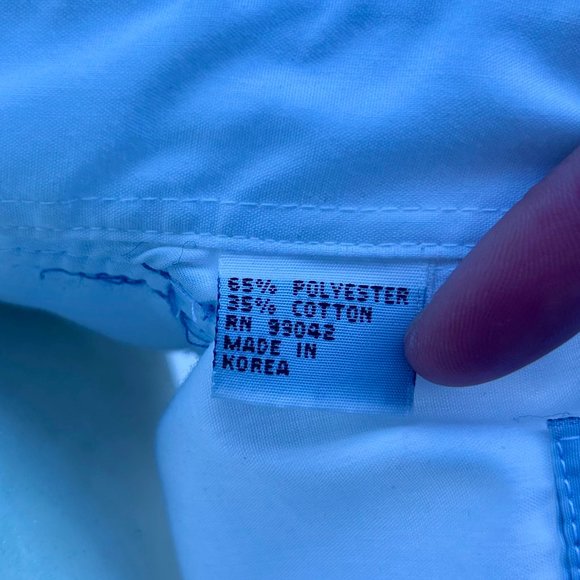 65% POLYESTER
35% COTTON
RN 99042
MADE IN
KOREA